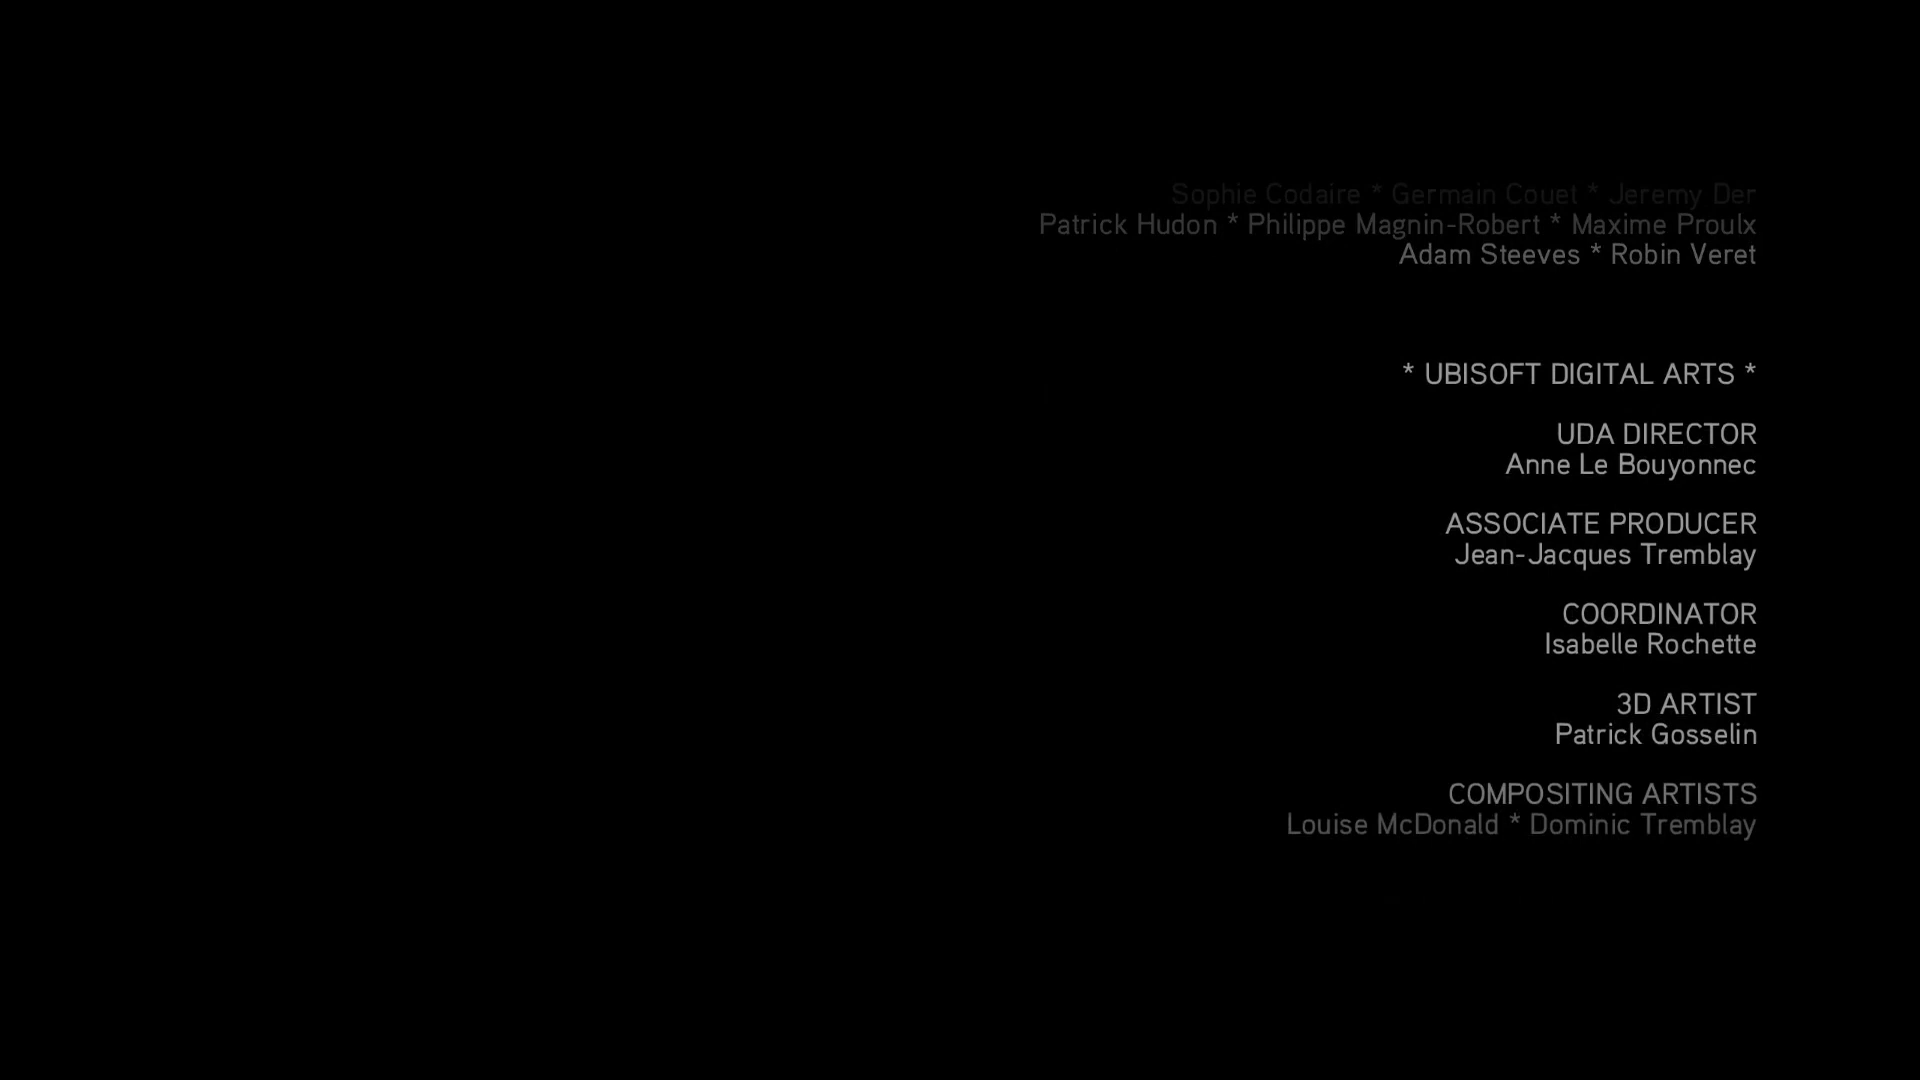 Sophie Codaire * Germain Couet * Jeremy Der
Patrick Hudon * Philippe Magnin-Robert * Maxime Proulx
Adam Steeves * Robin Veret
* UBISOFT DIGITAL ARTS *
UDA DIRECTOR
Anne Le Bouyonnec
ASSOCIATE PRODUCER
Jean-Jacques Tremblay
COORDINATOR
Isabelle Rochette
3D ARTIST
Patrick Gosselin
COMPOSITING ARTISTS
Louise McDonald * Dominic Tremblay